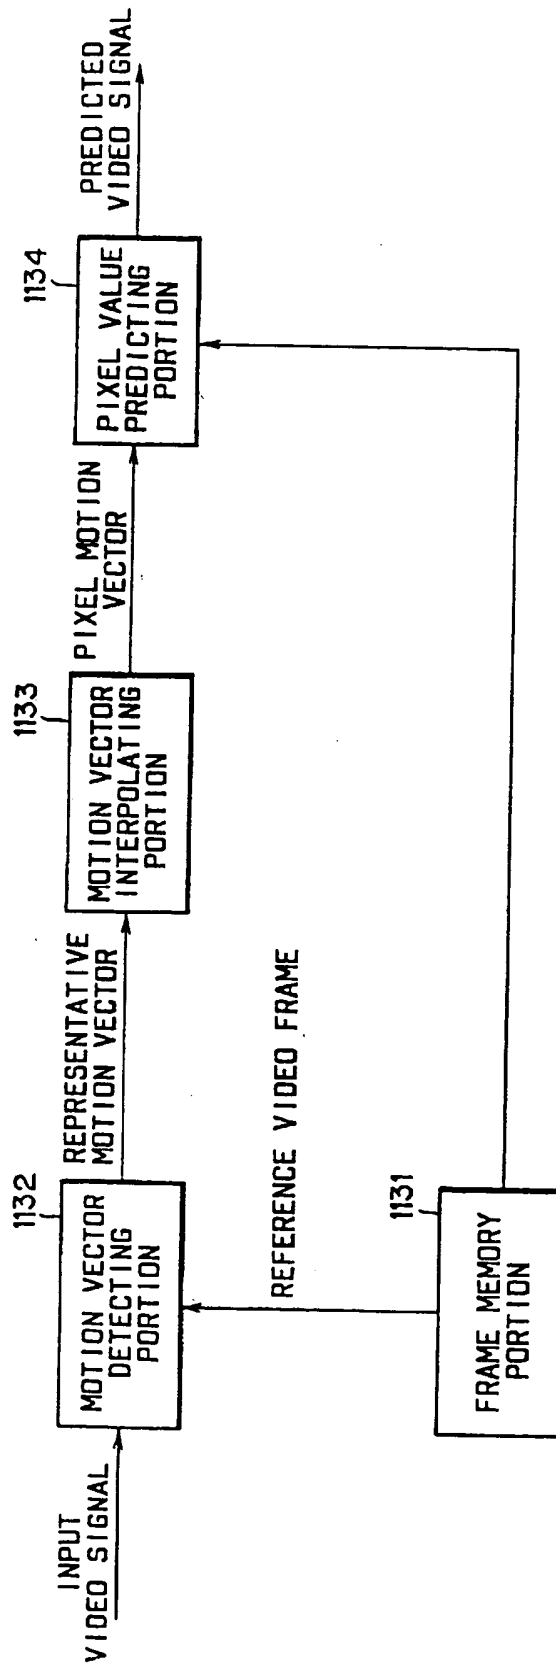 INPUT
VIDEO SIGNAL
1132
MOTION VECTOR
DETECTING
PORTION
REPRESENTATIVE
MOTION VECTOR
1133
MOTION VECTOR
INTERPOLATING
PORTION
PIXEL MOTION
VECTOR
1134
PIXEL VALUE
PREDICTING
PORTION
PREDICTED
VIDEO SIGNAL
REFERENCE VIDEO FRAME
1131
FRAME MEMORY
PORTION